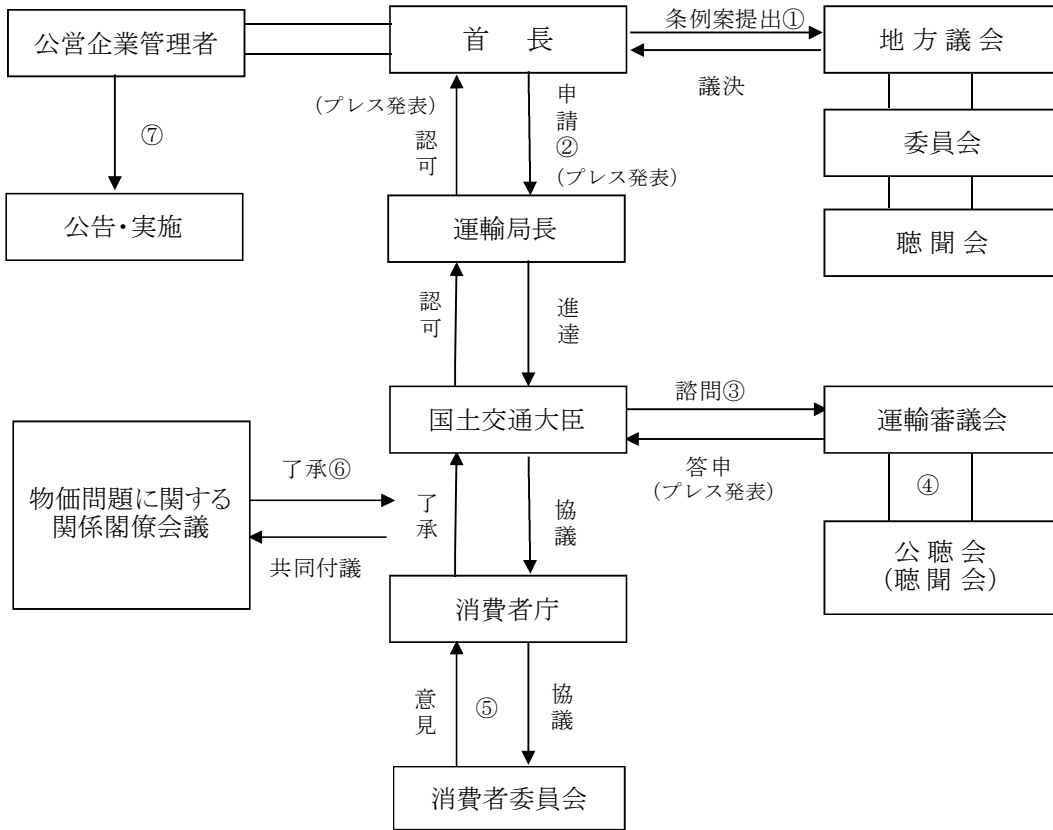 公営企業管理者
首 長
条例案提出①
地 方 議 会
議決
(プレス発表)
認可
申請②
(プレス発表)
委員会
⑦
公告・実施
運輸局長
聴 聞 会
認可
進達
国土交通大臣
諮問③
運輸審議会
答申
(プレス発表)
④
物価問題に関する
関係閣僚会議
了承⑥
共同付議
了承
協議
公 聴 会
(聴 聞 会)
消費者庁
意見
⑤
協議
消費者委員会